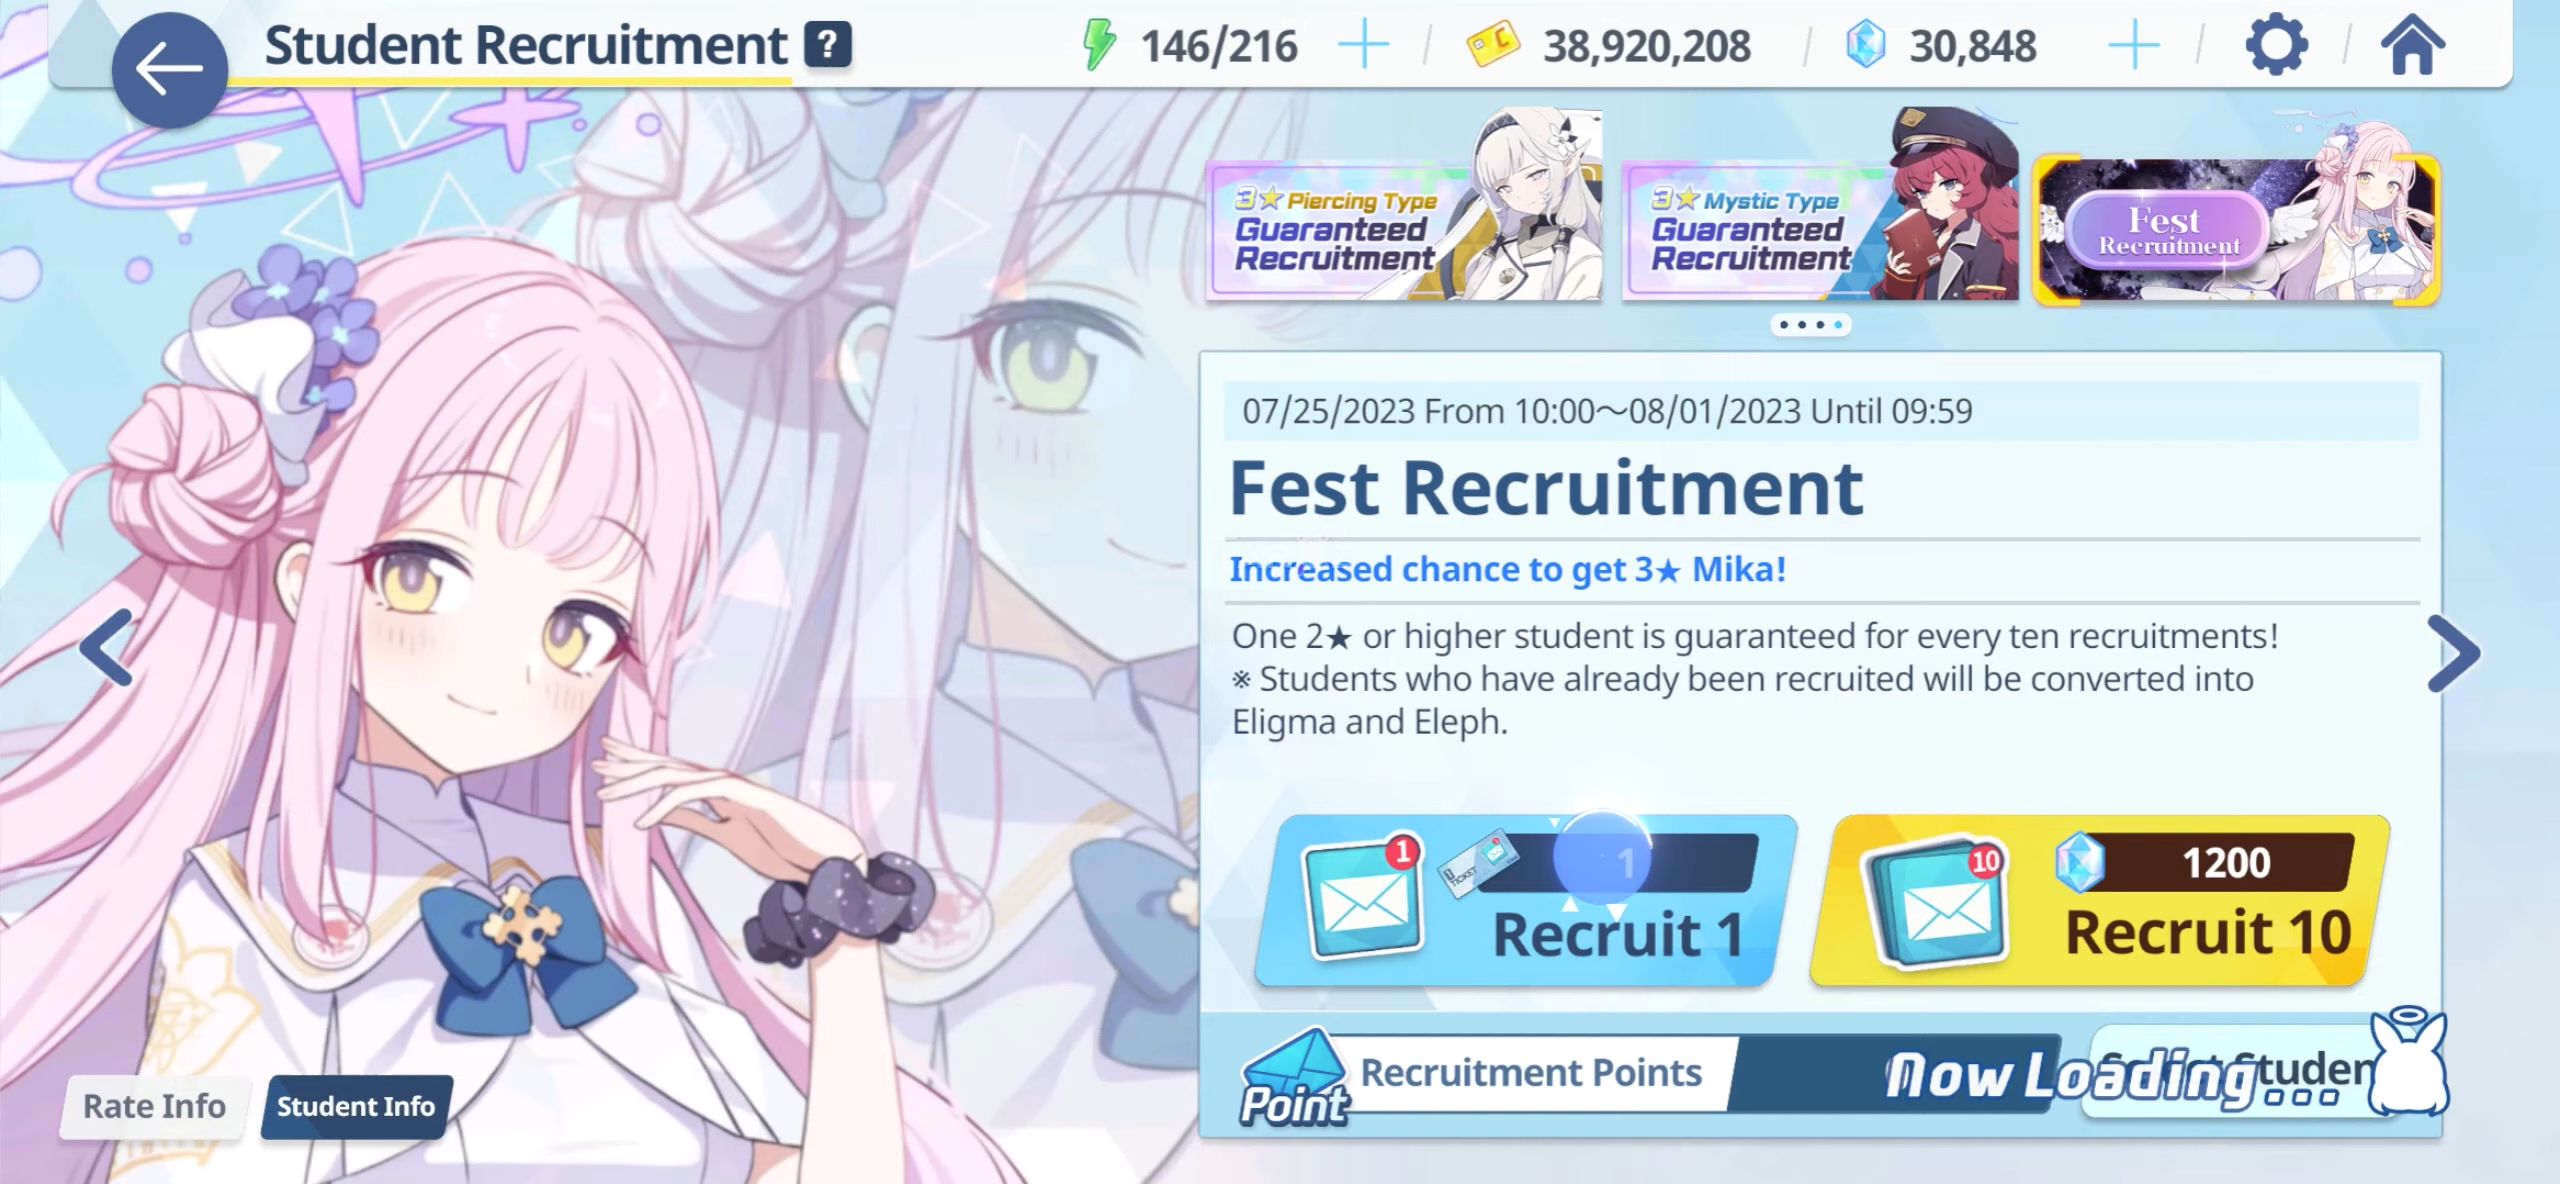 Student Recruitment ?
146/216
38,920,208
30,848
3★ Piercing Type
Guaranteed
Recruitment
3★ Mystic Type
Guaranteed
Recruitment
Fest
Recruitment
07/25/2023 From 10:00～08/01/2023 Until 09:59
Fest Recruitment
Increased chance to get 3★ Mika!
One 2★ or higher student is guaranteed for every ten recruitments!
※ Students who have already been recruited will be converted into
Eligma and Eleph.
1
TICKET
1
Recruit 1
10
1200
Recruit 10
Point
Recruitment Points
Now Loading...
Rate Info
Student Info